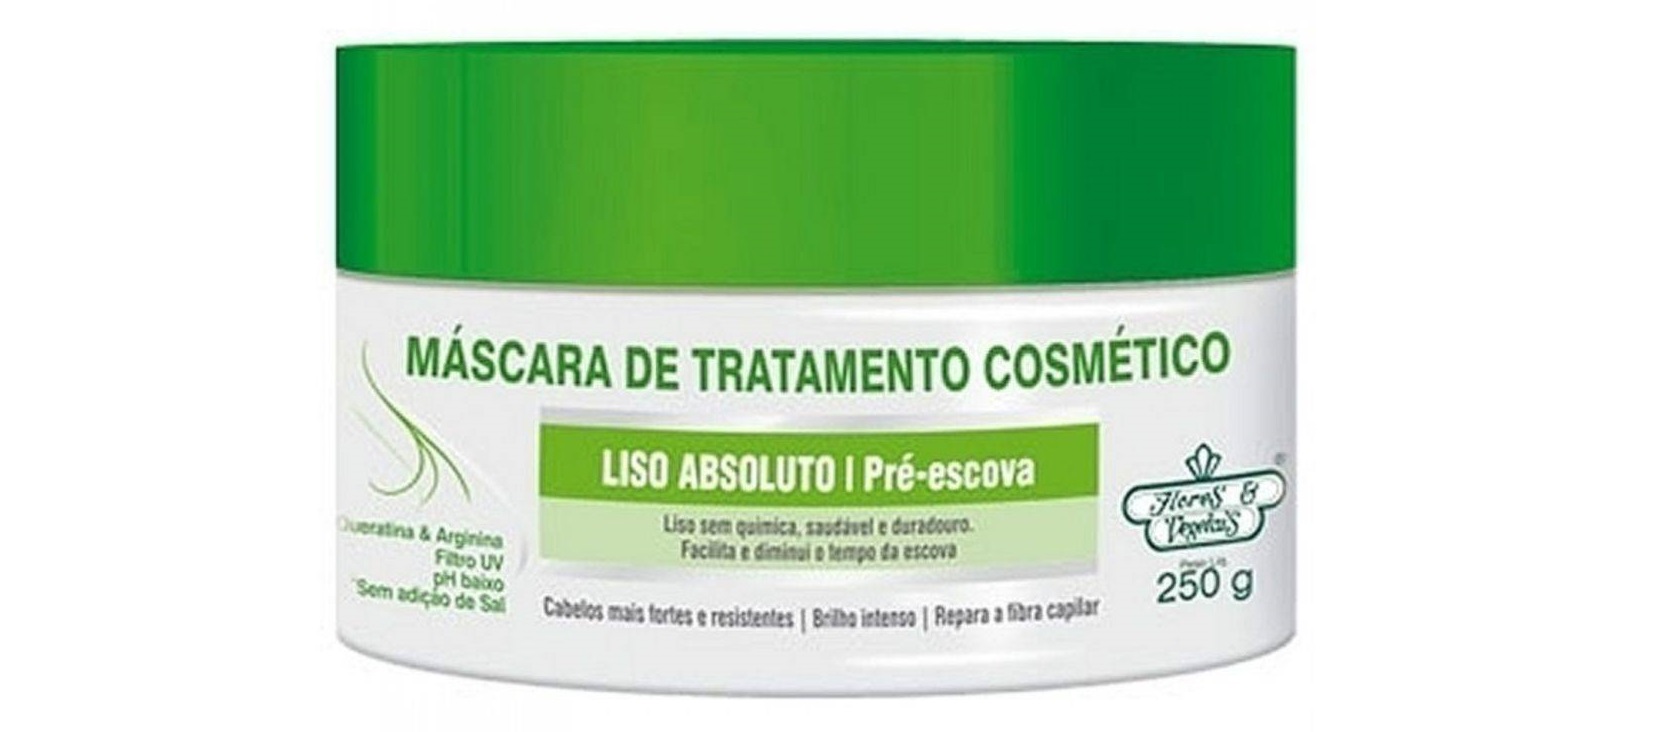 MÁSCARA DE TRATAMENTO COSMÉTICO
LISO ABSOLUTO | Pré-escova
Liso sem química, saudável e duradouro.
Facilita e diminui o tempo da escova
Queratina & Arginina
Filtro UV
pH baixo
*Sem adição de Sal
Flores &
Vegetais
®
Peso Líq.
250 g
Cabelos mais fortes e resistentes | Brilho intenso | Repara a fibra capilar